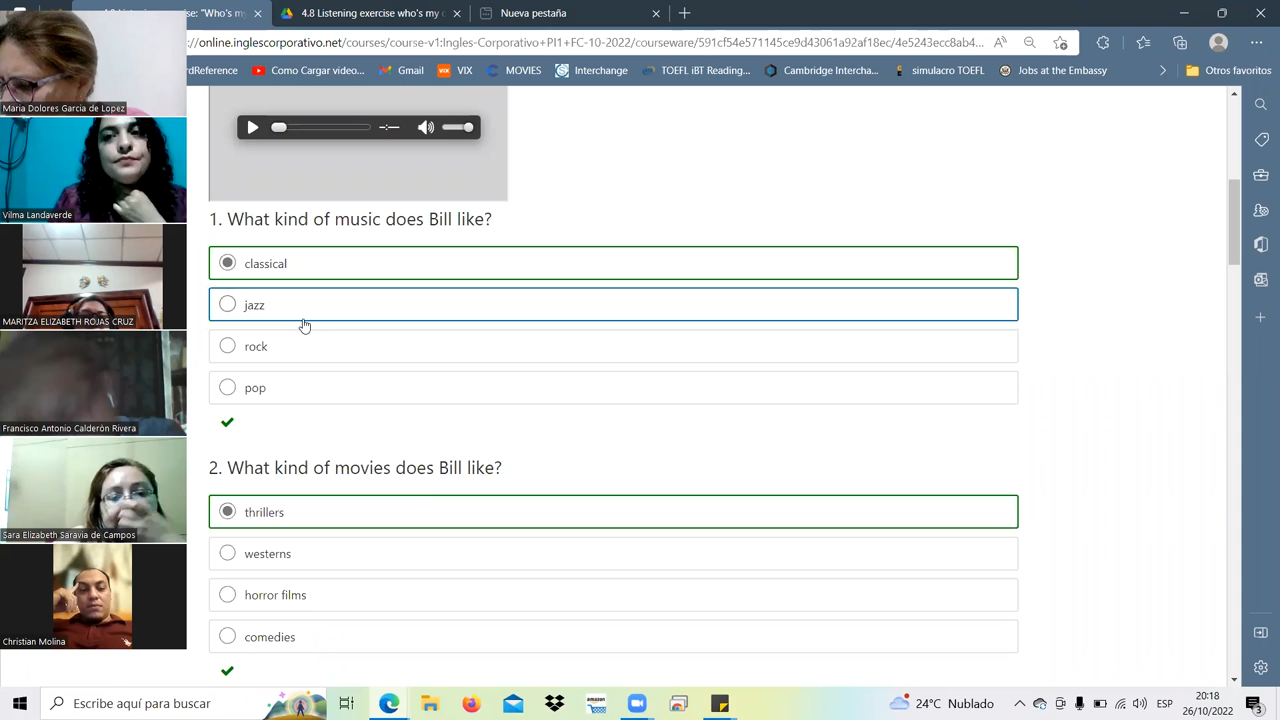 4.8 Listening exercise who's my
Nueva pestaña
://online.inglescorporativo.net/courses/course-v1:Ingles-Corporativo+PI1+FC-10-2022/courseware/591cf54e571145ce9d43061a92af18ec/4e5243ecc8ab4...
rdReference
Como Cargar vídeo...
Gmail
VIX
MOVIES
Interchange
TOEFL iBT Reading...
Cambridge Intercha...
simulacro TOEFL
Jobs at the Embassy
Otros favoritos
Maria Dolores Garcia de Lopez
Vilma Landaverde
MARITZA ELIZABETH ROJAS CRUZ
Francisco Antonio Calderòn Rivera
Sara Elizabeth Saravia de Campos
Christian Molina
1. What kind of music does Bill like?
classical
jazz
rock
pop
2. What kind of movies does Bill like?
thrillers
westerns
horror films
comedies
Escribe aquí para buscar
amazon
24°C Nublado
ESP
20:18
26/10/2022
3